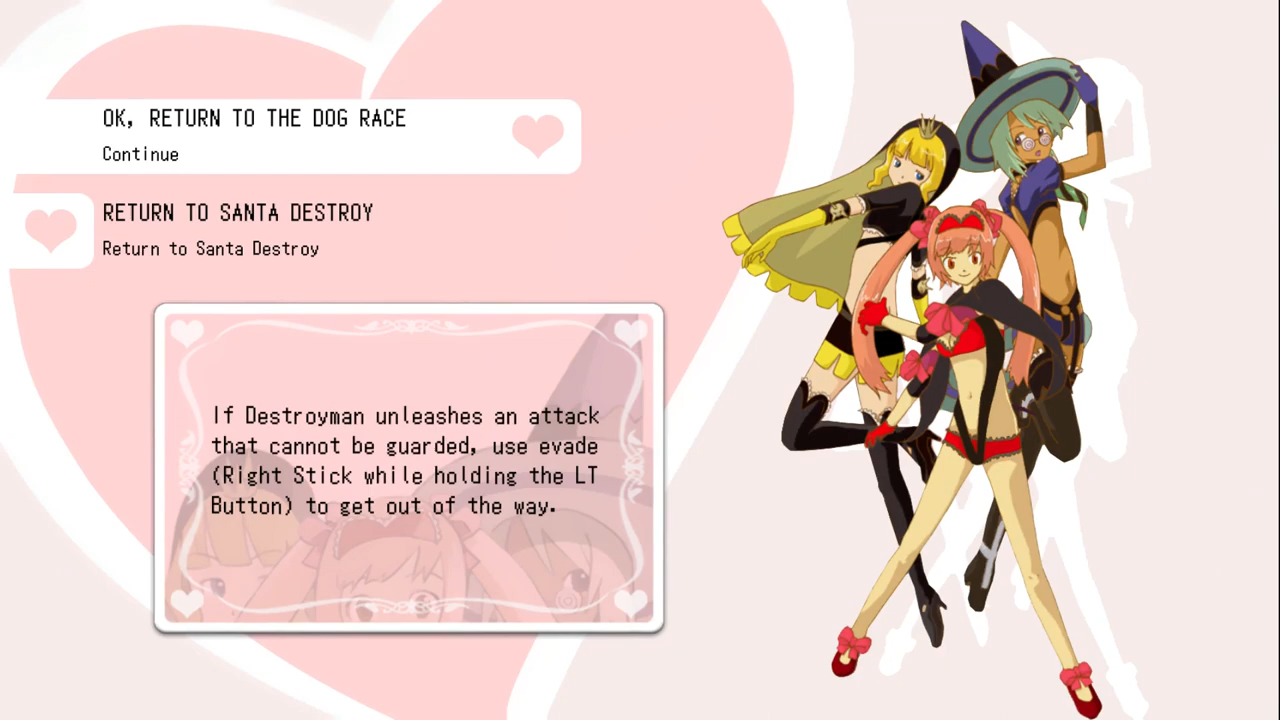 OK, RETURN TO THE DOG RACE
Continue
RETURN TO SANTA DESTROY
Return to Santa Destroy
If Destroyman unleashes an attack
that cannot be guarded, use evade
(Right Stick while holding the LT
Button) to get out of the way.